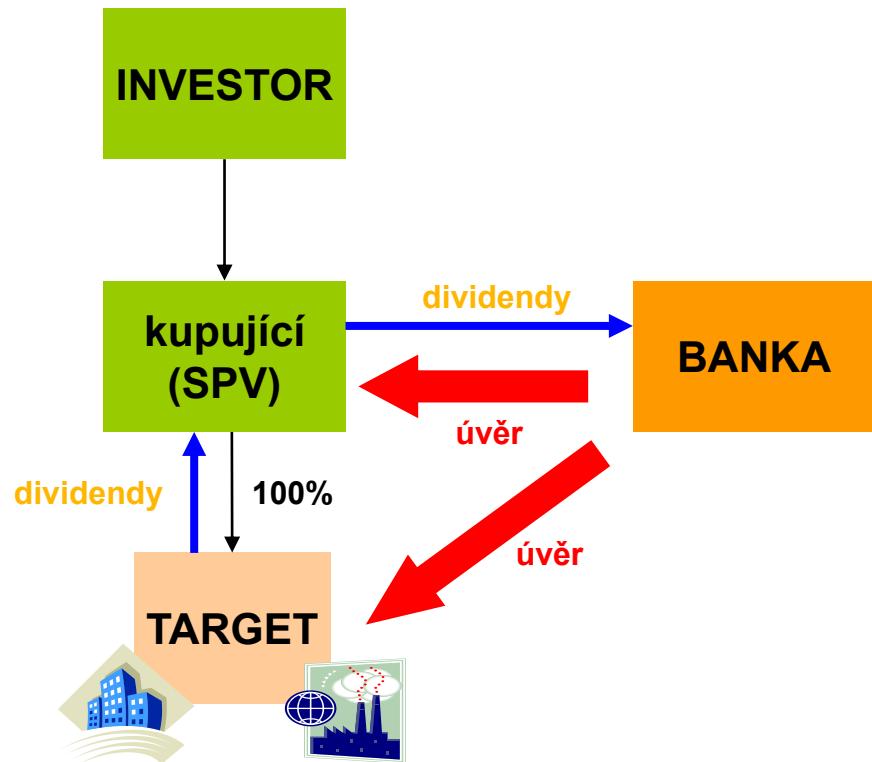 INVESTOR
dividendy
kupující
(SPV)
BANKA
úvěr
dividendy
100%
úvěr
TARGET